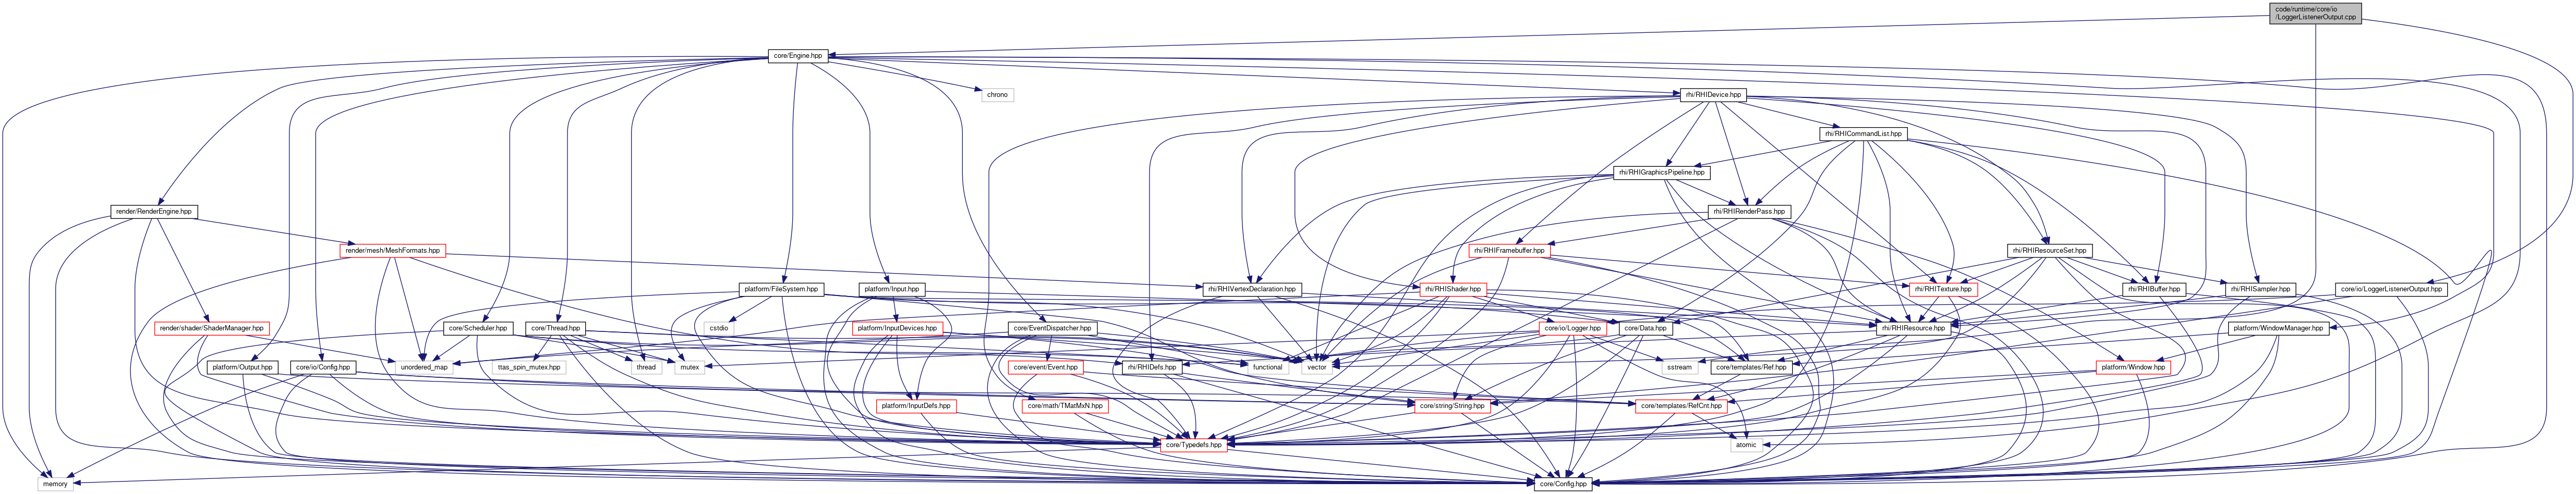 code/runtime/core/io
/LoggerListenerOutput.cpp
core/Engine.hpp
chrono
rhi/RHIDevice.hpp
rhi/RHICommandList.hpp
rhi/RHIGraphicsPipeline.hpp
render/RenderEngine.hpp
rhi/RHIRenderPass.hpp
render/mesh/MeshFormats.hpp
rhi/RHIFramebuffer.hpp
rhi/RHIResourceSet.hpp
platform/FileSystem.hpp
platform/Input.hpp
rhi/RHIVertexDeclaration.hpp
rhi/RHIShader.hpp
rhi/RHITexture.hpp
rhi/RHIBuffer.hpp
rhi/RHISampler.hpp
core/io/LoggerListenerOutput.hpp
render/shader/ShaderManager.hpp
core/Scheduler.hpp
core/Thread.hpp
cstdio
platform/InputDevices.hpp
core/EventDispatcher.hpp
core/io/Logger.hpp
core/Data.hpp
rhi/RHIResource.hpp
platform/WindowManager.hpp
platform/Output.hpp
core/io/Config.hpp
unordered_map
ttas_spin_mutex.hpp
thread
mutex
core/event/Event.hpp
rhi/RHIDefs.hpp
functional
vector
sstream
core/templates/Ref.hpp
platform/Window.hpp
platform/InputDefs.hpp
core/math/TMatMxN.hpp
core/string/String.hpp
core/templates/RefCnt.hpp
core/Typedefs.hpp
atomic
memory
core/Config.hpp